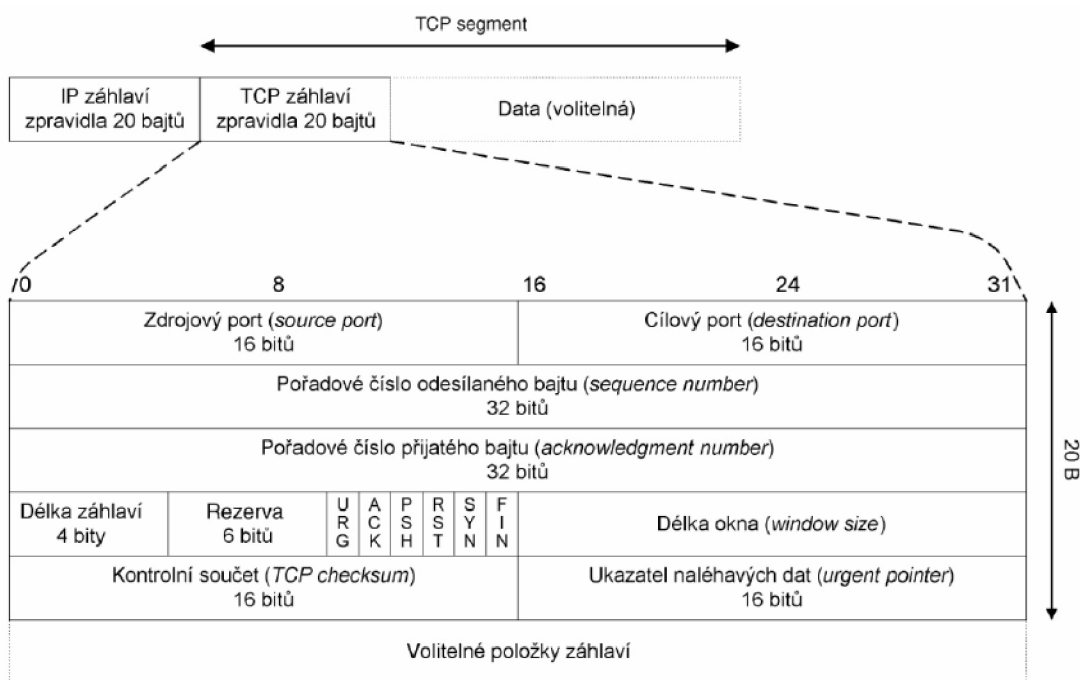 TCP segment
IP záhlaví
zpravidla 20 bajtů
TCP záhlaví
zpravidla 20 bajtů
Data (volitelná)
0 8 16 24 31
Zdrojový port (source port)
16 bitů
Cílový port (destination port)
16 bitů
Pořadové číslo odesílaného bajtu (sequence number)
32 bitů
Pořadové číslo přijatého bajtu (acknowledgment number)
32 bitů
Délka záhlaví
4 bity
Rezerva
6 bitů
URG
ACK
PSH
RST
SYN
FIN
Délka okna (window size)
Kontrolní součet (TCP checksum)
16 bitů
Ukazatel naléhavých dat (urgent pointer)
16 bitů
20 B
Volitelné položky záhlaví